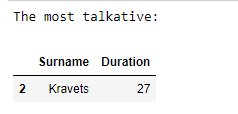 The most talkative:
Surname Duration
2 Kravets 27